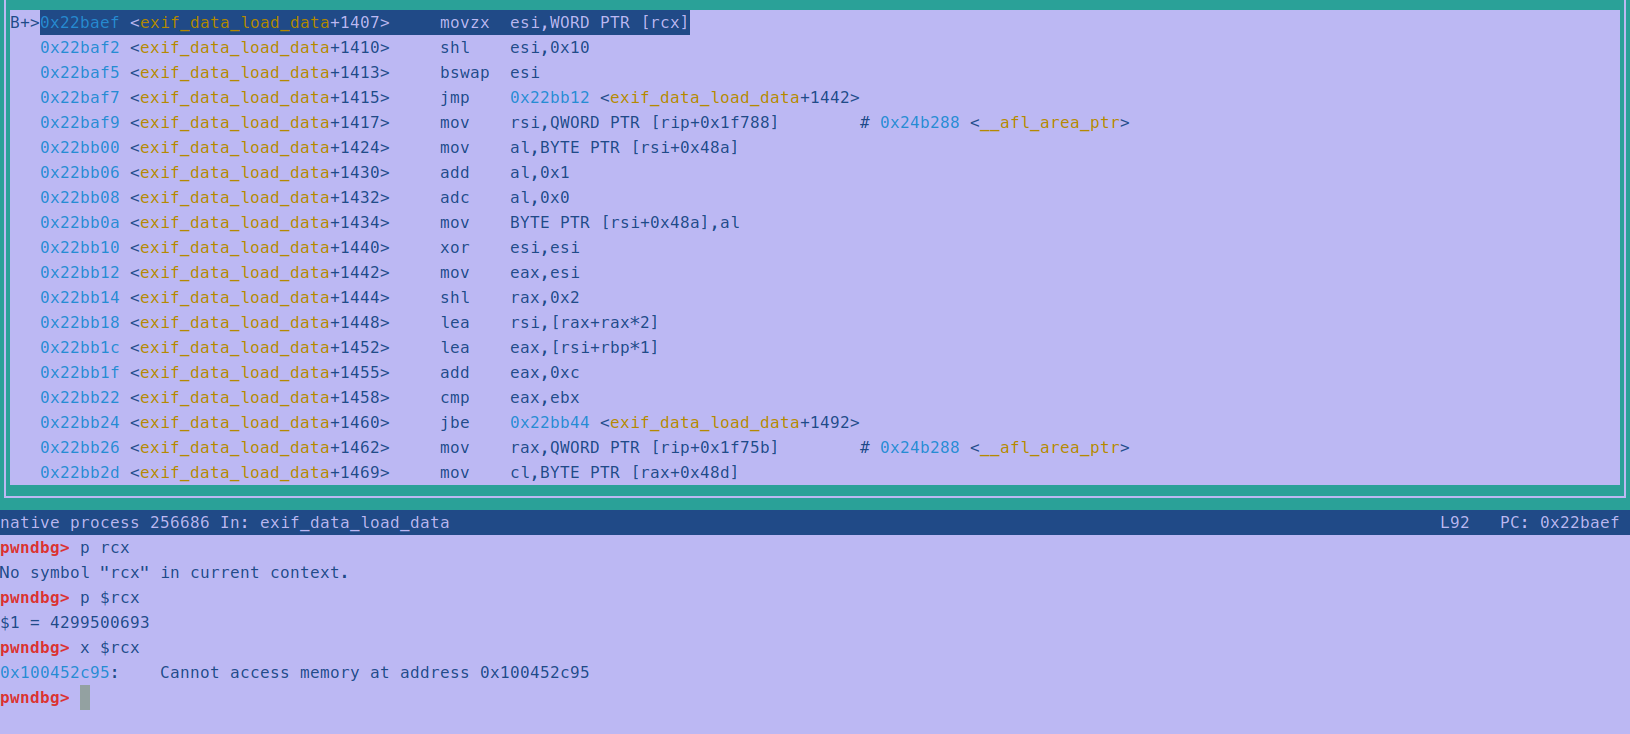 B+>0x22baef <exif_data_load_data+1407>     movzx  esi,WORD PTR [rcx]
   0x22baf2 <exif_data_load_data+1410>     shl    esi,0x10
   0x22baf5 <exif_data_load_data+1413>     bswap  esi
   0x22baf7 <exif_data_load_data+1415>     jmp    0x22bb12 <exif_data_load_data+1442>
   0x22baf9 <exif_data_load_data+1417>     mov    rsi,QWORD PTR [rip+0x1f788]        # 0x24b288 <__afl_area_ptr>
   0x22bb00 <exif_data_load_data+1424>     mov    al,BYTE PTR [rsi+0x48a]
   0x22bb06 <exif_data_load_data+1430>     add    al,0x1
   0x22bb08 <exif_data_load_data+1432>     adc    al,0x0
   0x22bb0a <exif_data_load_data+1434>     mov    BYTE PTR [rsi+0x48a],al
   0x22bb10 <exif_data_load_data+1440>     xor    esi,esi
   0x22bb12 <exif_data_load_data+1442>     mov    eax,esi
   0x22bb14 <exif_data_load_data+1444>     shl    rax,0x2
   0x22bb18 <exif_data_load_data+1448>     lea    rsi,[rax+rax*2]
   0x22bb1c <exif_data_load_data+1452>     lea    eax,[rsi+rbp*1]
   0x22bb1f <exif_data_load_data+1455>     add    eax,0xc
   0x22bb22 <exif_data_load_data+1458>     cmp    eax,ebx
   0x22bb24 <exif_data_load_data+1460>     jbe    0x22bb44 <exif_data_load_data+1492>
   0x22bb26 <exif_data_load_data+1462>     mov    rax,QWORD PTR [rip+0x1f75b]        # 0x24b288 <__afl_area_ptr>
   0x22bb2d <exif_data_load_data+1469>     mov    cl,BYTE PTR [rax+0x48d]
native process 256686 In: exif_data_load_data     L92   PC: 0x22baef
pwndbg> p rcx
No symbol "rcx" in current context.
pwndbg> p $rcx
$1 = 4299500693
pwndbg> x $rcx
0x100452c95:    Cannot access memory at address 0x100452c95
pwndbg>